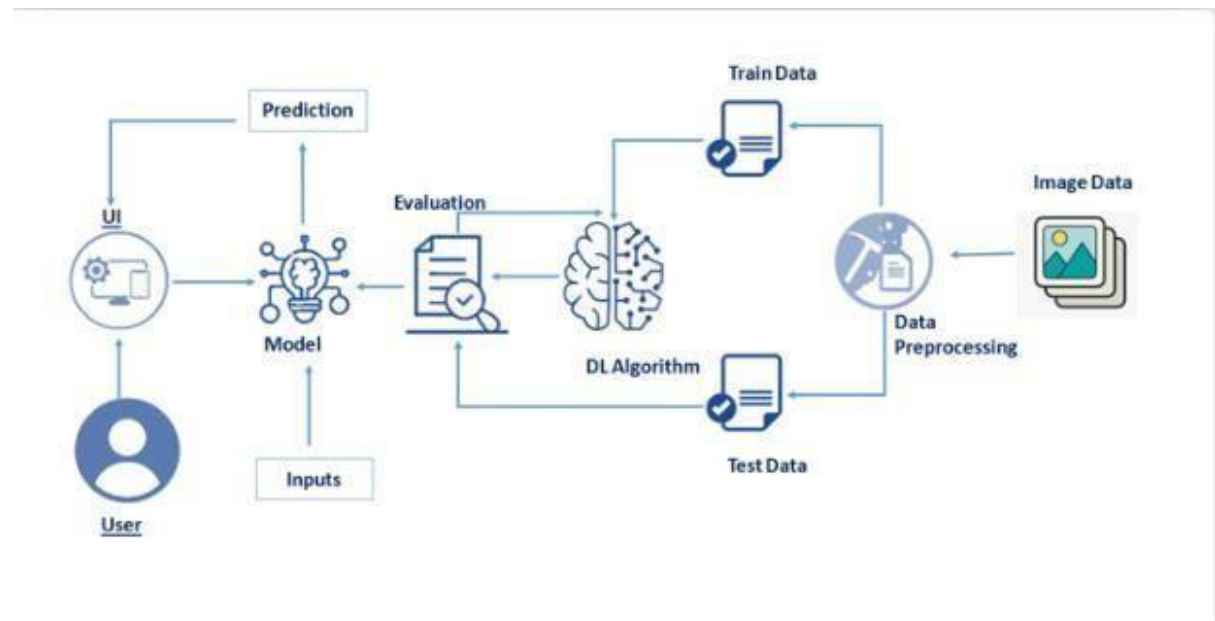 Train Data
Prediction
Image Data
Evaluation
UI
Data
Preprocessing
Model
DL Algorithm
Test Data
Inputs
User